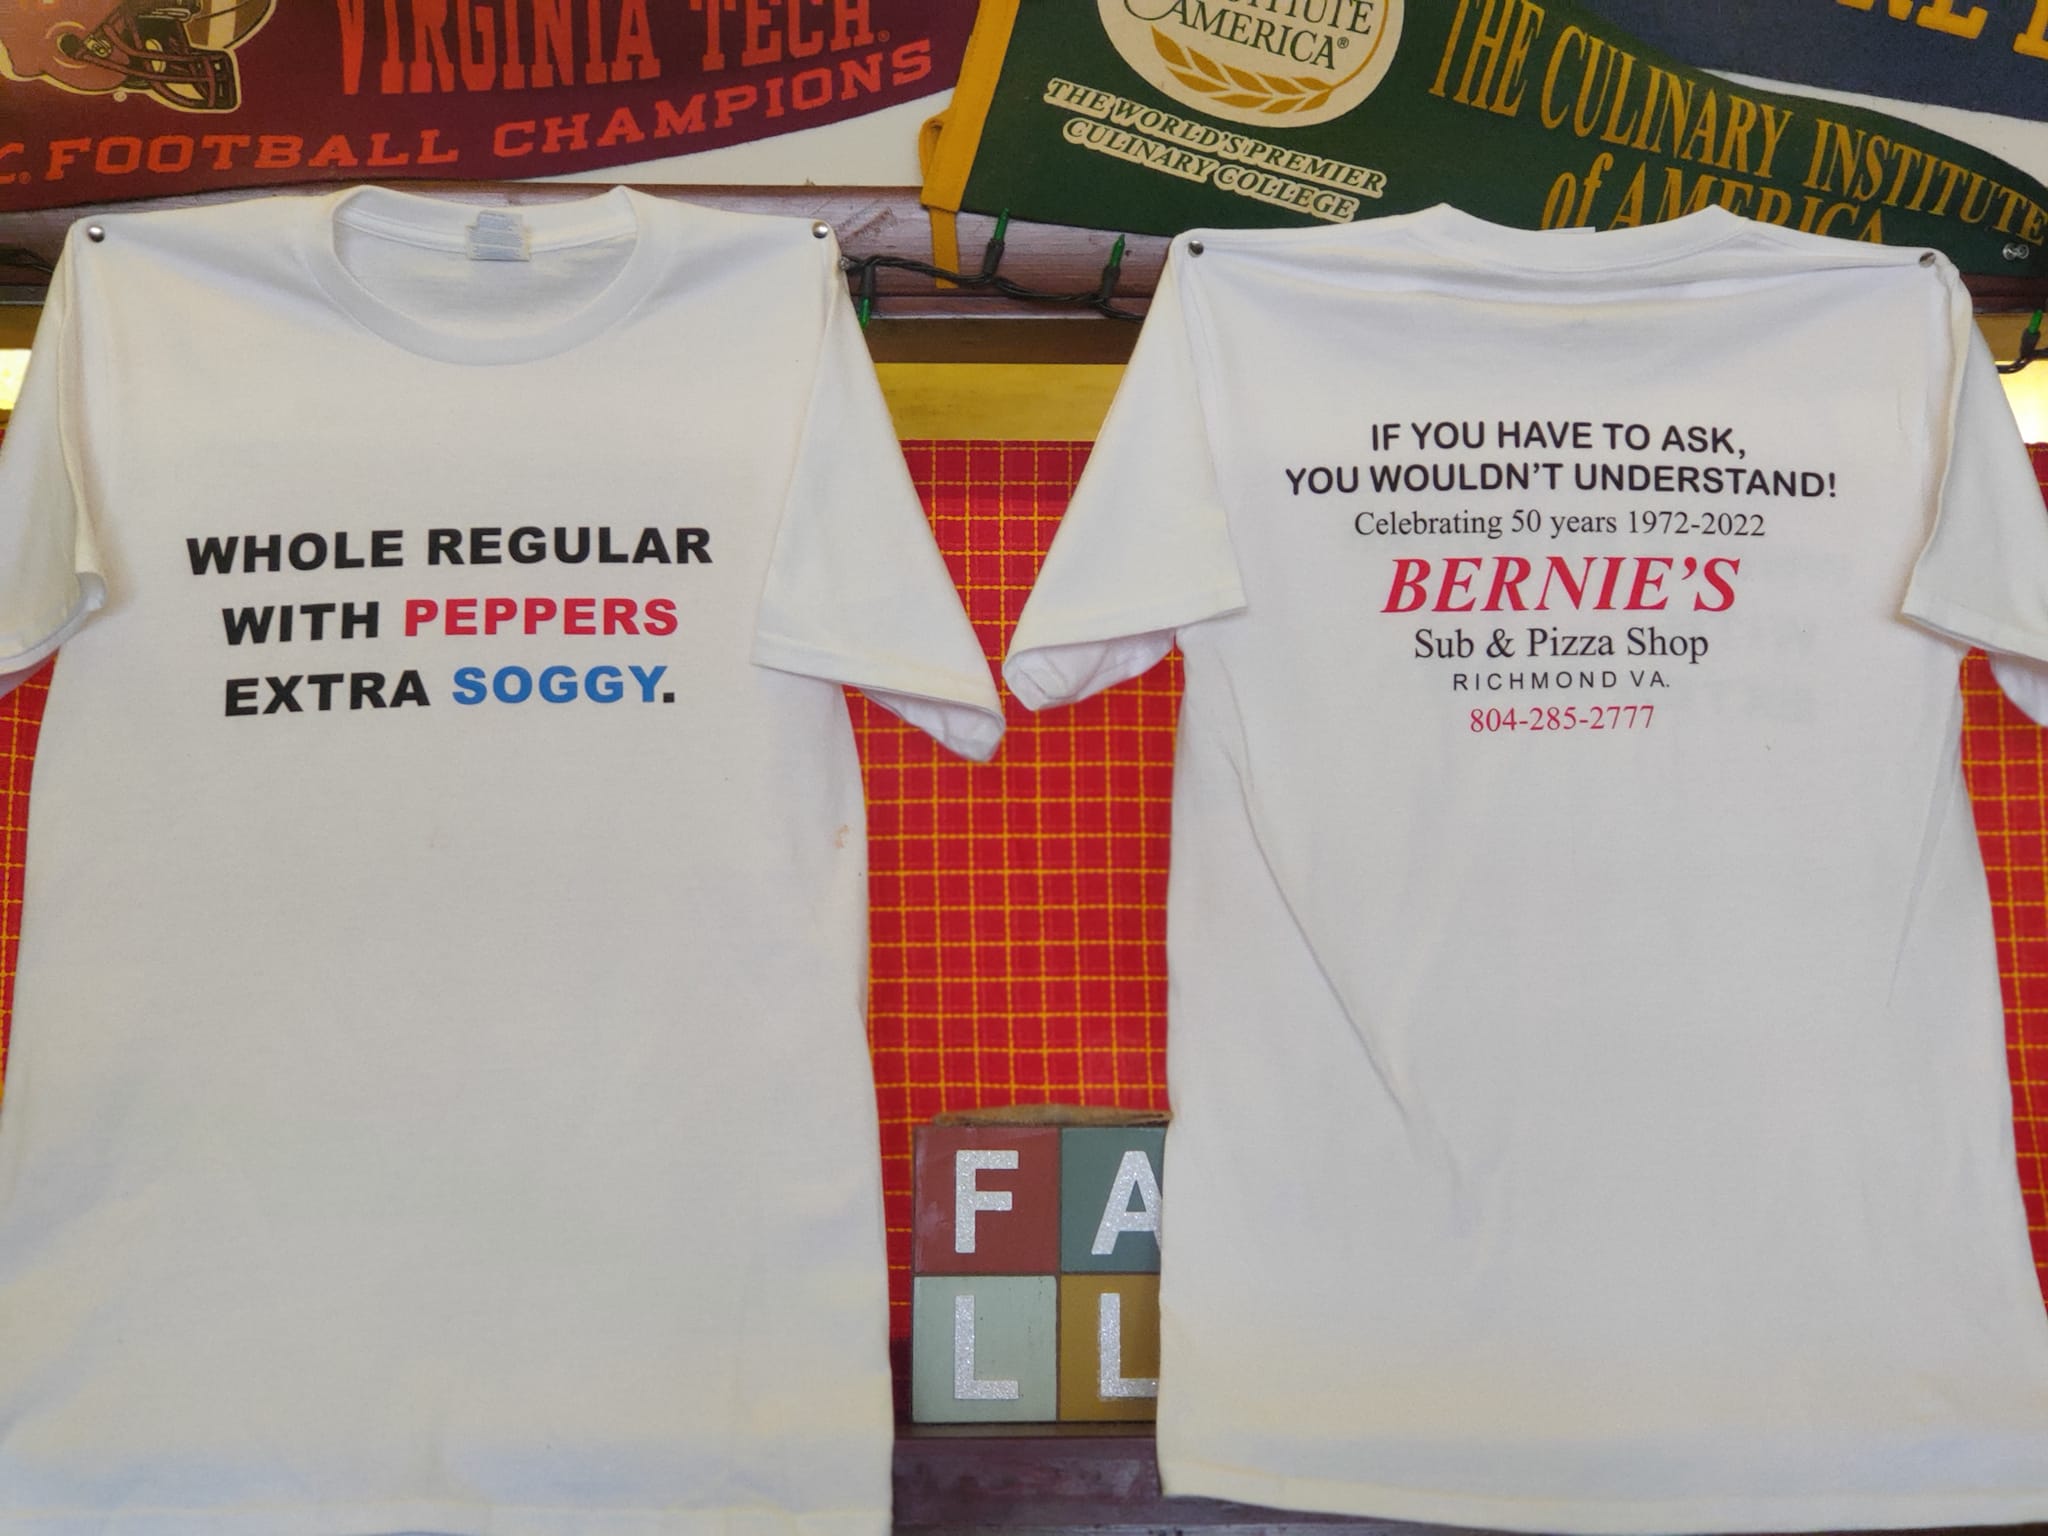 VIRGINIA TECH®
FOOTBALL CHAMPIONS
AMERICA®
THE WORLD'S PREMIER
CULINARY COLLEGE
THE CULINARY INSTITUTE
of AMERICA
WHOLE REGULAR
WITH PEPPERS
EXTRA SOGGY.
IF YOU HAVE TO ASK,
YOU WOULDN'T UNDERSTAND!
Celebrating 50 years 1972-2022
BERNIE'S
Sub & Pizza Shop
RICHMOND VA.
804-285-2777
F A
L L